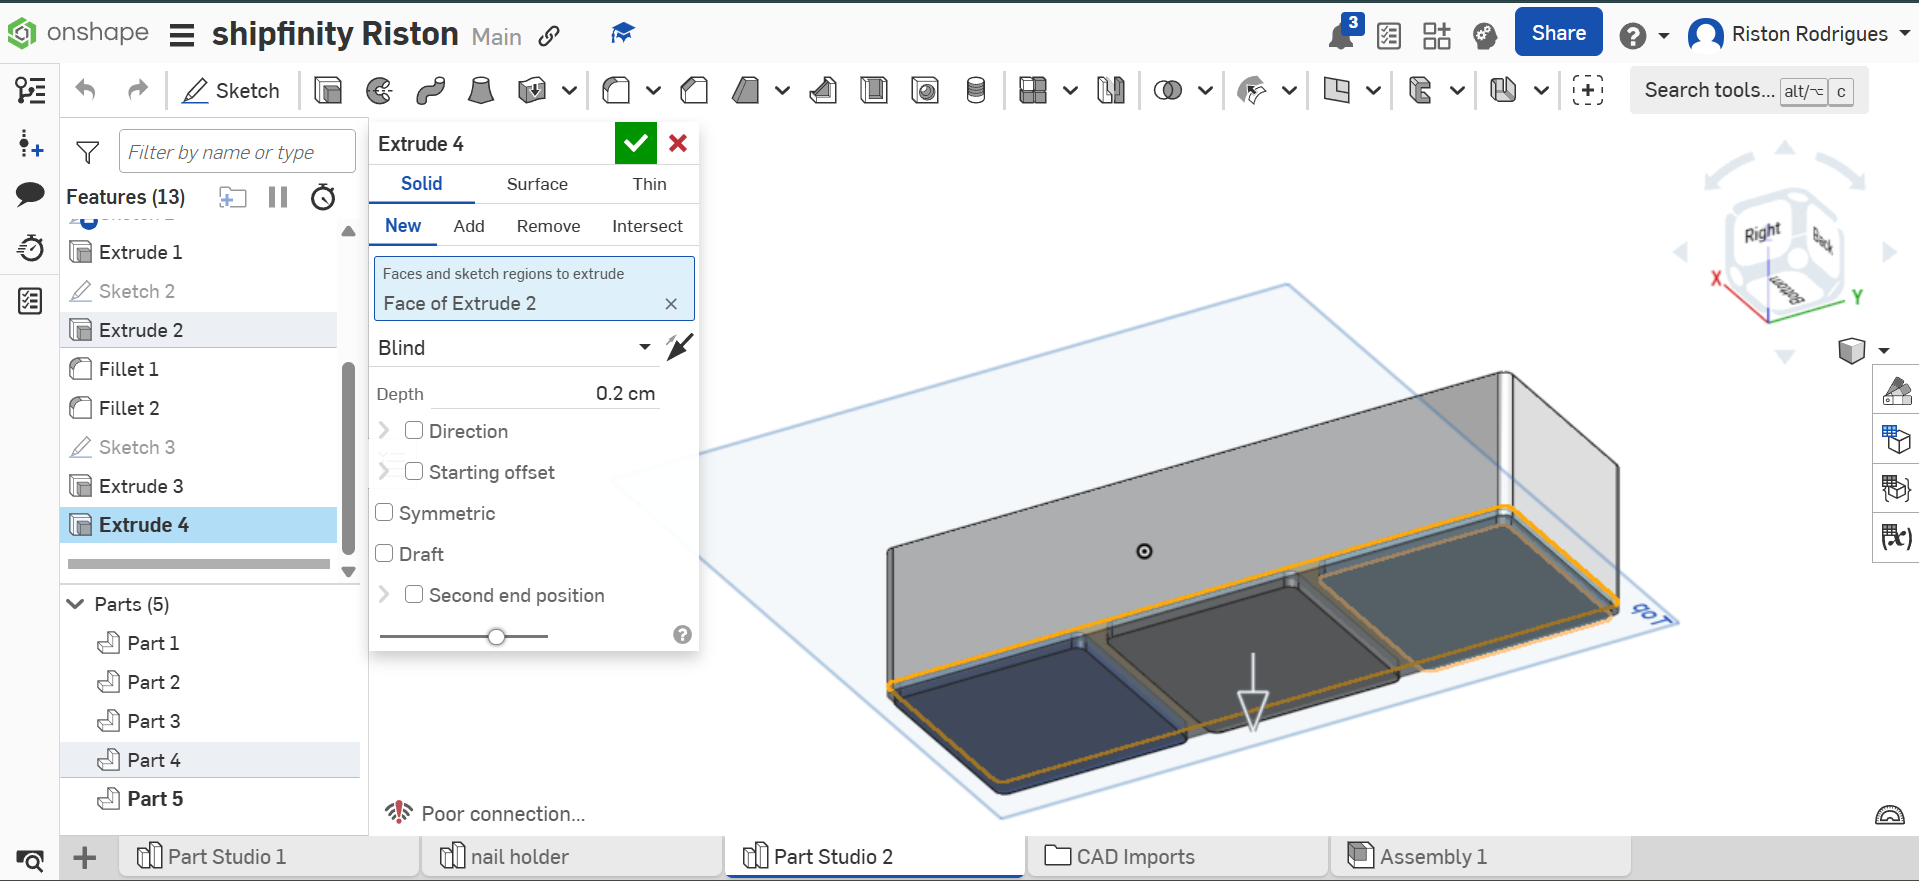 onshape shipfinity Riston Main 3 Share Riston Rodrigues
Sketch Search tools... alt/⌥ c
Filter by name or type
Features (13)
Extrude 1
Sketch 2
Extrude 2
Fillet 1
Fillet 2
Sketch 3
Extrude 3
Extrude 4
Parts (5)
Part 1
Part 2
Part 3
Part 4
Part 5
Extrude 4
Solid Surface Thin
New Add Remove Intersect
Faces and sketch regions to extrude
Face of Extrude 2
Blind
Depth 0.2 cm
Direction
Starting offset
Symmetric
Draft
Second end position
Right Back
Bottom
X Y
Top
Poor connection...
Part Studio 1 nail holder Part Studio 2 CAD Imports Assembly 1